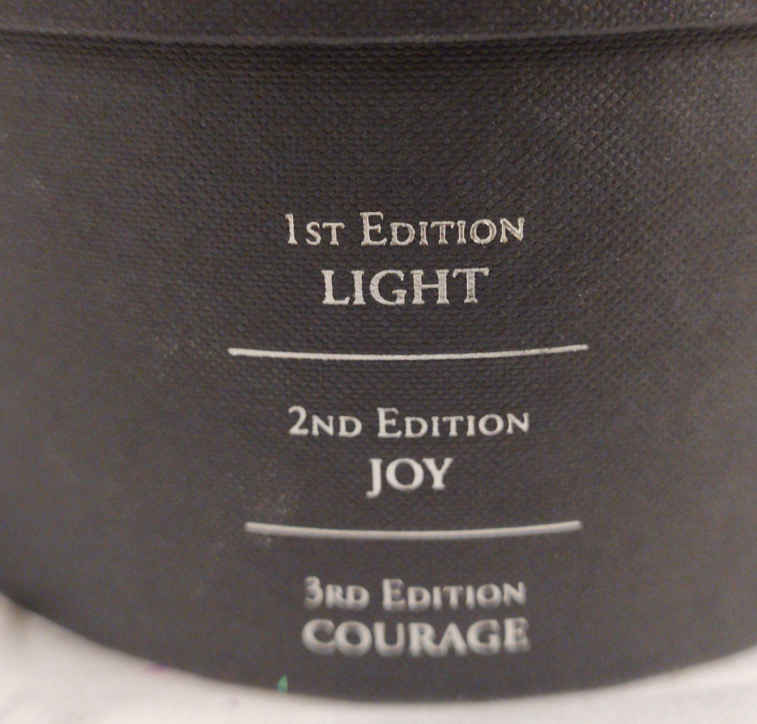 1st Edition
LIGHT
2nd Edition
JOY
3rd Edition
COURAGE